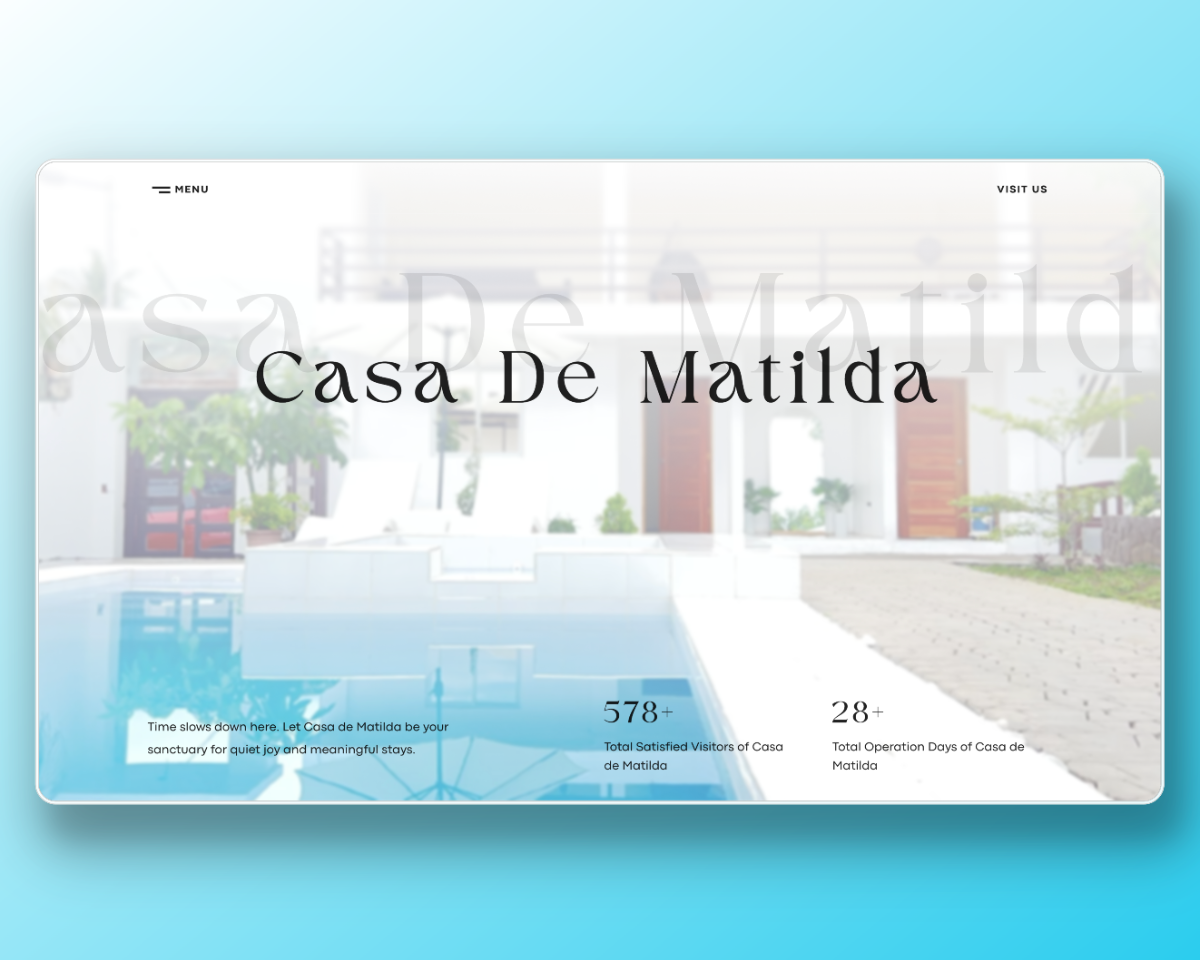 MENU
VISIT US
asa De Matild
Casa De Matilda
Time slows down here. Let Casa de Matilda be your
sanctuary for quiet joy and meaningful stays.
578+
Total Satisfied Visitors of Casa
de Matilda
28+
Total Operation Days of Casa de
Matilda